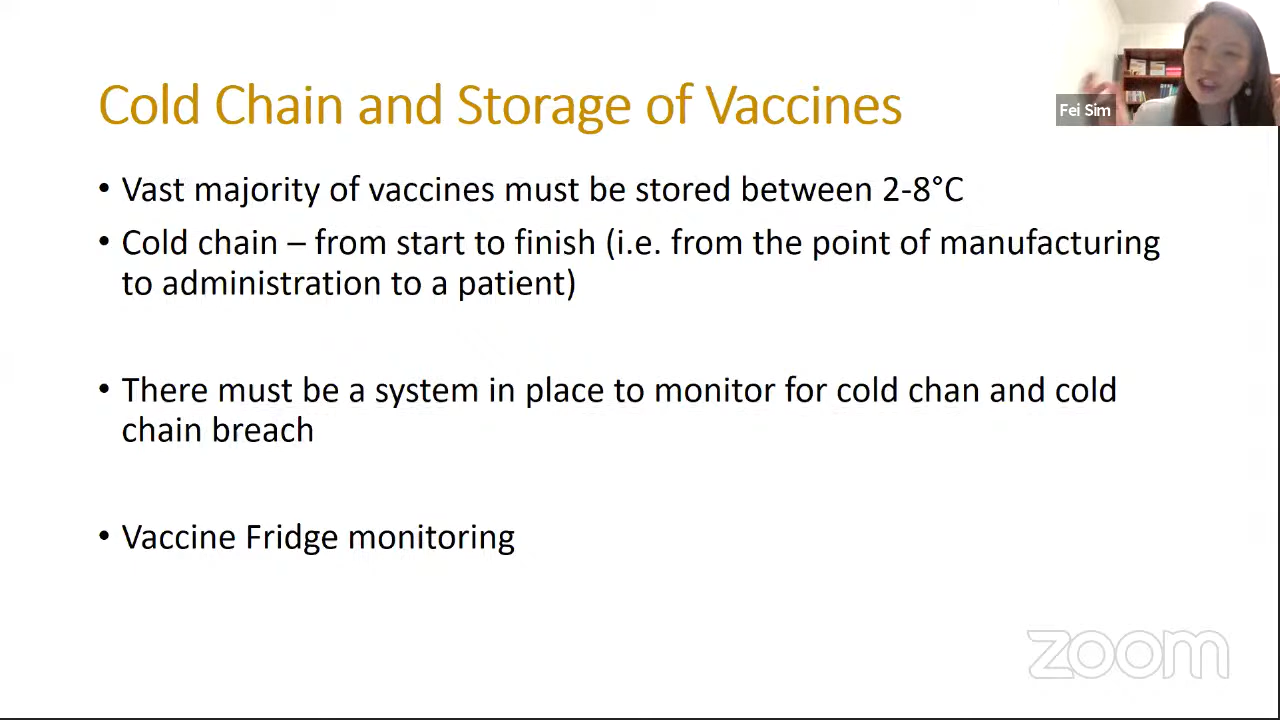 Cold Chain and Storage of Vaccines
Fei Sim
• Vast majority of vaccines must be stored between 2-8°C
• Cold chain – from start to finish (i.e. from the point of manufacturing
to administration to a patient)
• There must be a system in place to monitor for cold chan and cold
chain breach
• Vaccine Fridge monitoring
zoom